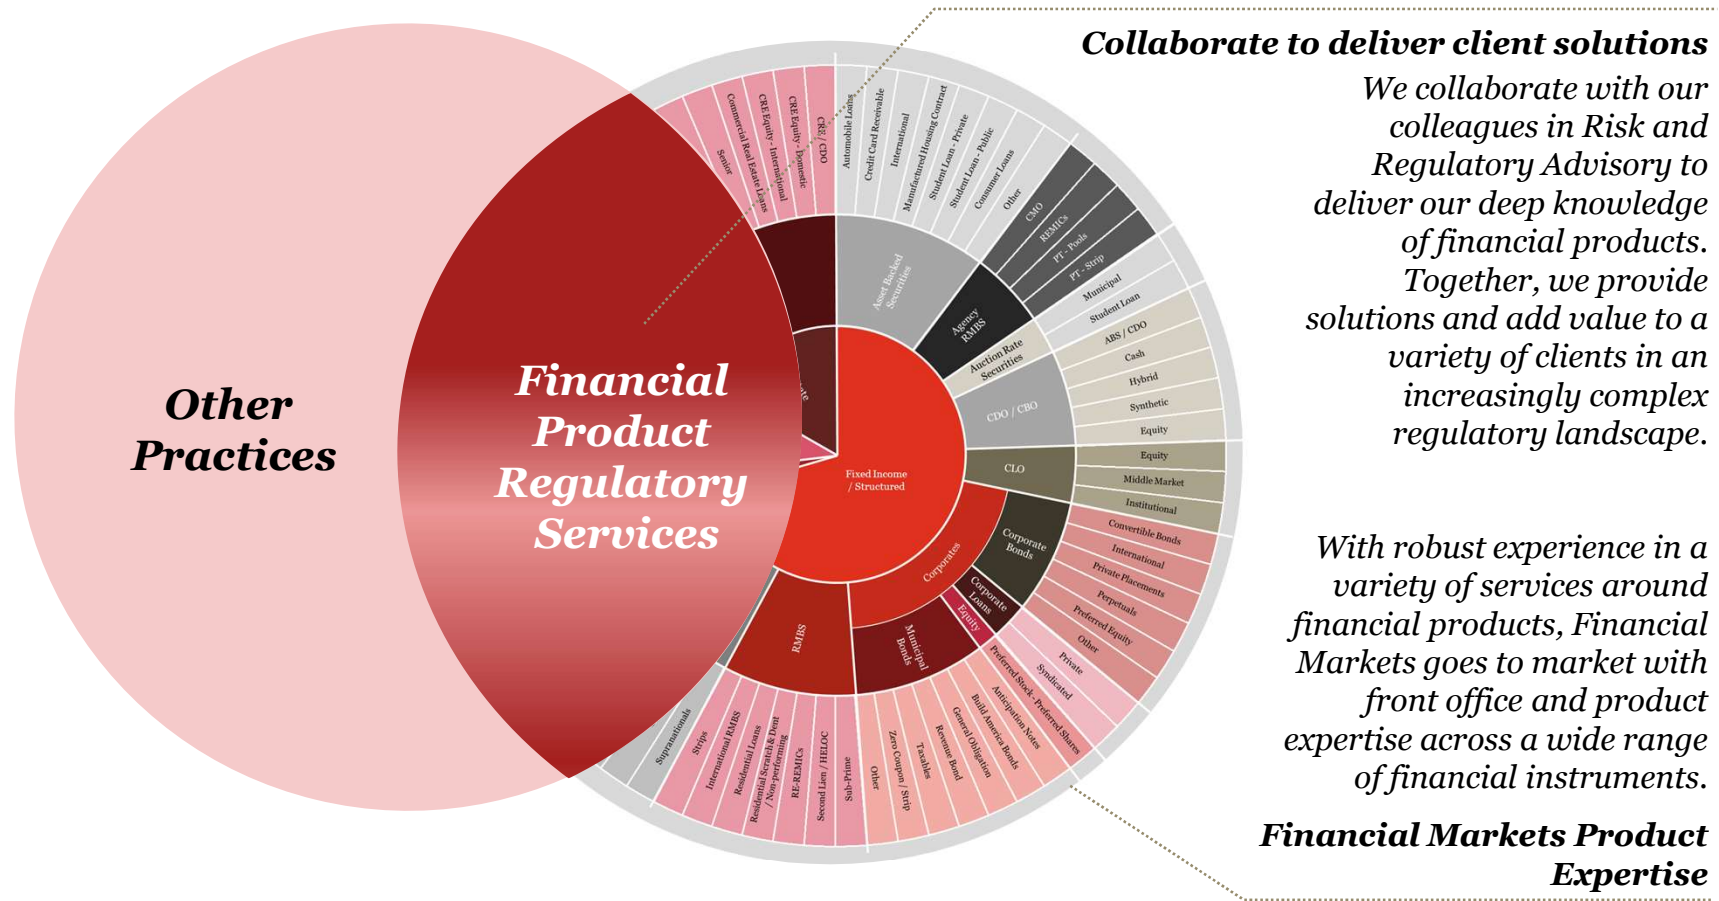 Collaborate to deliver client solutions
We collaborate with our
colleagues in Risk and
Regulatory Advisory to
deliver our deep knowledge
of financial products.
Together, we provide
solutions and add value to a
variety of clients in an
increasingly complex
regulatory landscape.
With robust experience in a
variety of services around
financial products, Financial
Markets goes to market with
front office and product
expertise across a wide range
of financial instruments.
Financial Markets Product
Expertise
Other
Practices
Financial
Product
Regulatory
Services
Senior
Commercial Real Estate Loans
CRE Equity - International
CRE Equity - Domestic
CRE / CDO
Automobile Loans
Credit Card Receivable
International
Manufactured Housing Contract
Student Loan - Private
Student Loan - Public
Consumer Loans
Other
CMO
REMICs
PT - Pools
PT - Strip
Municipal
Student Loan
ABS / CDO
Cash
Hybrid
Synthetic
Equity
Equity
Middle Market
Institutional
Convertible Bonds
International
Private Placements
Perpetuals
Preferred Equity
Other
Private
Syndicated
Preferred Stock - Preferred Shares
Anticipation Notes
Build America Bonds
General Obligation
Revenue Bond
Taxables
Zero Coupon / Strip
Other
Sub-Prime
Second Lien / HELOC
RE-REMICs
Residential Scratch & Dent
/ Non-performing
Residential Loans
International RMBS
Strips
Supranationals
Asset Backed
Securities
Agency
RMBS
Auction Rate
Securities
CDO / CBO
CLO
Corporate
Bonds
Corporate
Loans
Equity
Municipal
Bonds
RMBS
Corporates
Fixed Income
/ Structured